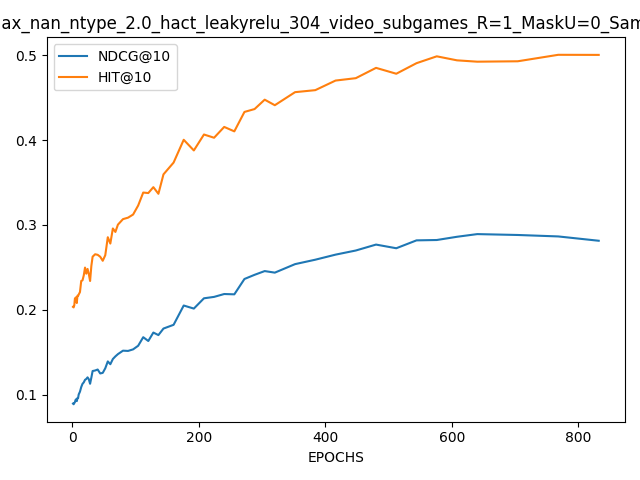 ax_nan_ntype_2.0_hact_leakyrelu_304_video_subgames_R=1_MaskU=0_Sam
NDCG@10
HIT@10
0.5
0.4
0.3
0.2
0.1
0 200 400 600 800
EPOCHS